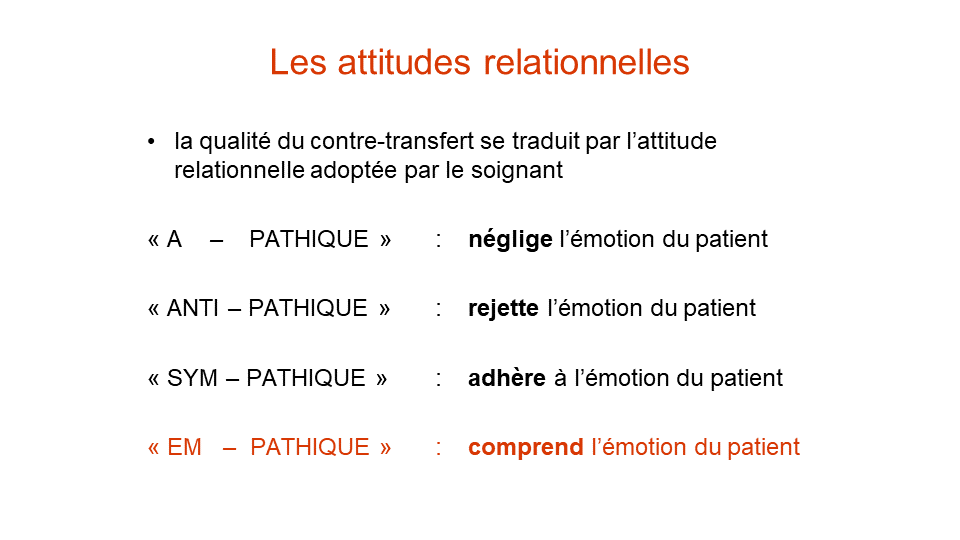 Les attitudes relationnelles
• la qualité du contre-transfert se traduit par l’attitude
relationnelle adoptée par le soignant
« A – PATHIQUE » : néglige l’émotion du patient
« ANTI – PATHIQUE » : rejette l’émotion du patient
« SYM – PATHIQUE » : adhère à l’émotion du patient
« EM – PATHIQUE » : comprend l’émotion du patient